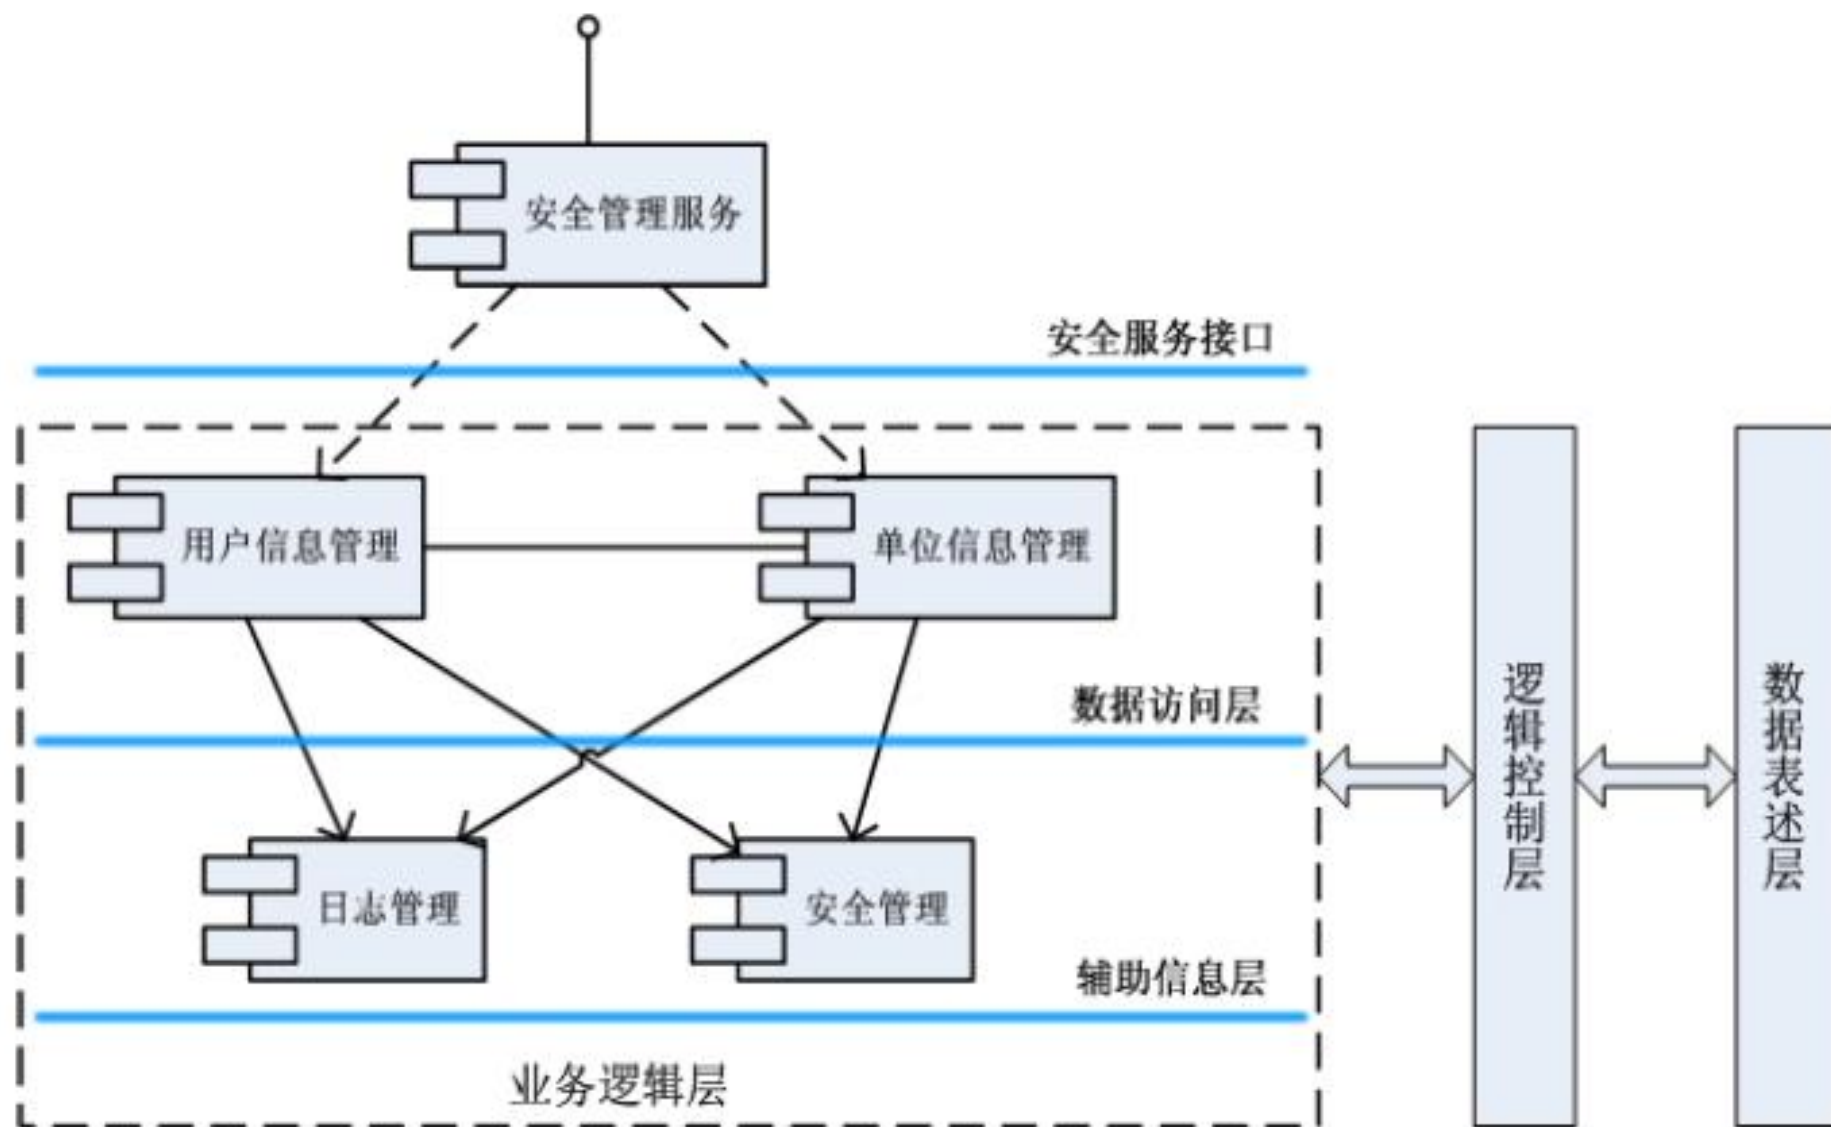 安全管理服务
安全服务接口
用户信息管理
单位信息管理
数据访问层
日志管理
安全管理
辅助信息层
业务逻辑层
逻辑控制层
数据表述层